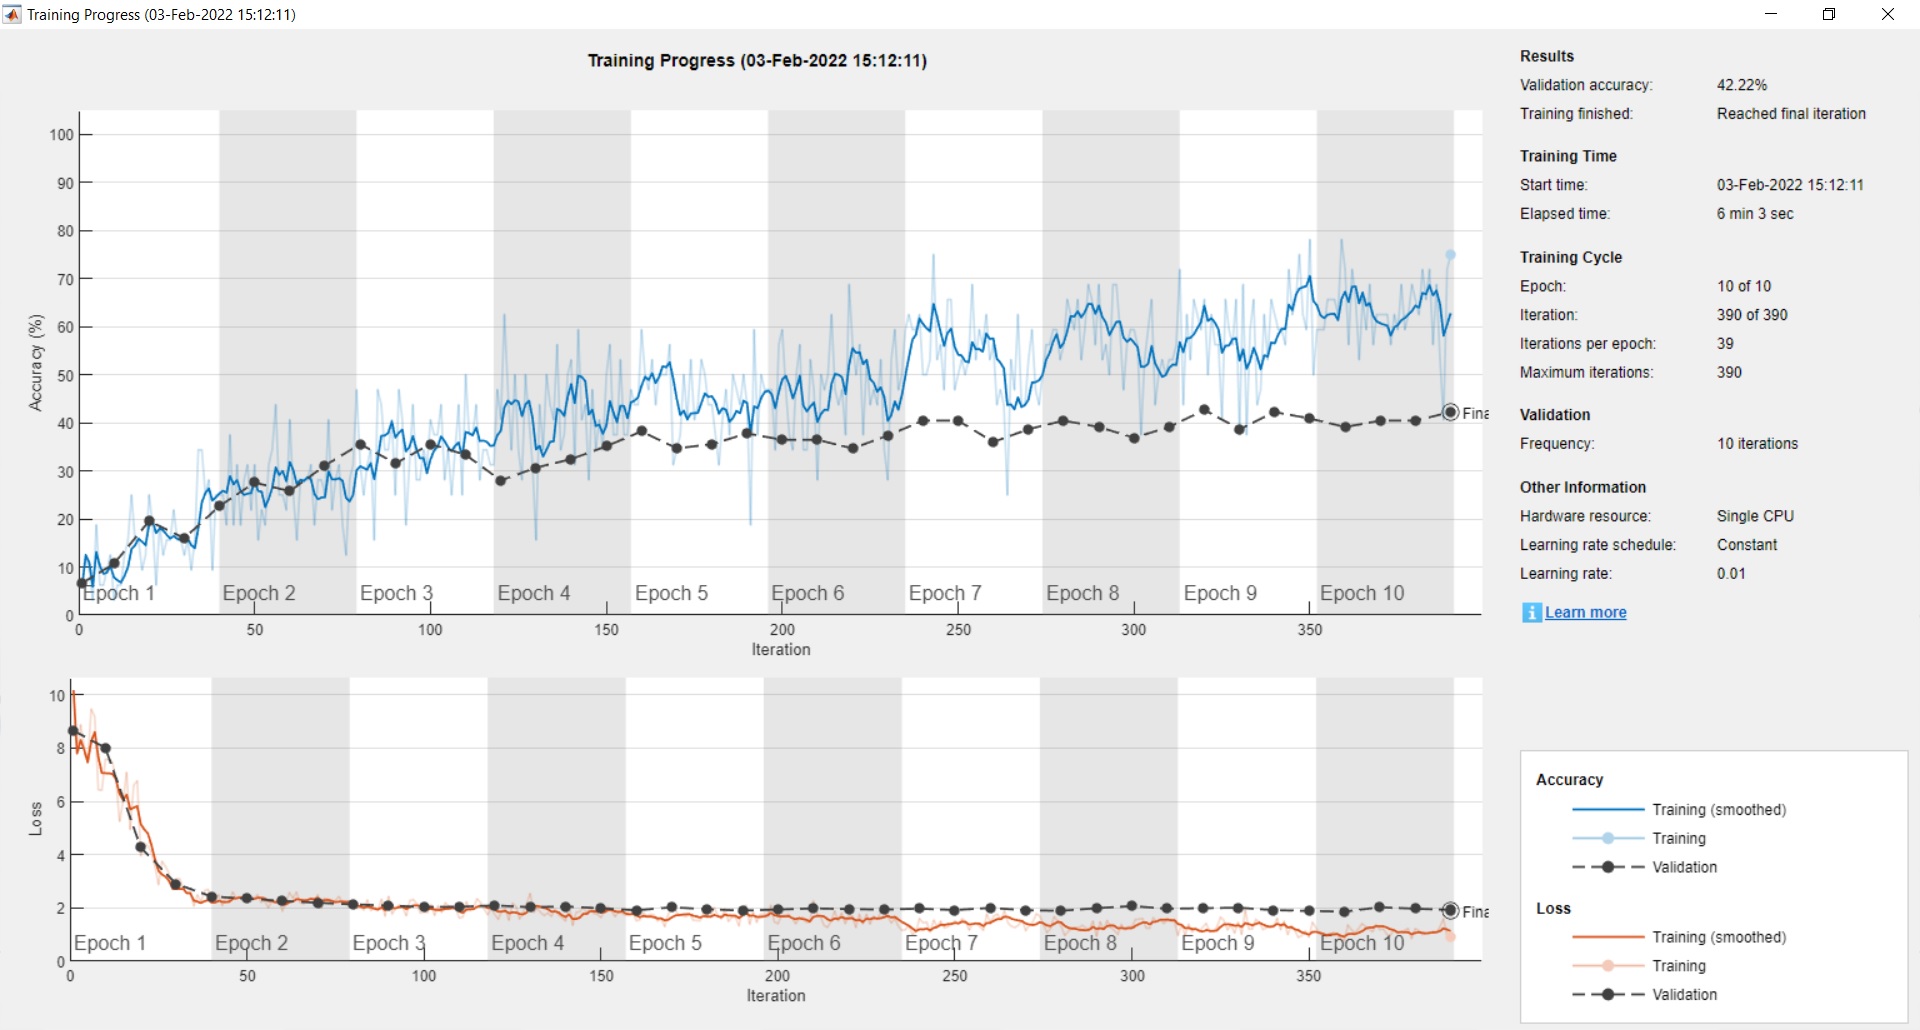 Training Progress (03-Feb-2022 15:12:11)
Training Progress (03-Feb-2022 15:12:11)
Accuracy (%)
100
90
80
70
60
50
40
30
20
10
0
Fina
Epoch 1 Epoch 2 Epoch 3 Epoch 4 Epoch 5 Epoch 6 Epoch 7 Epoch 8 Epoch 9 Epoch 10
0 50 100 150 200 250 300 350
Iteration
Loss
10
8
6
4
2
0
Fina
Epoch 1 Epoch 2 Epoch 3 Epoch 4 Epoch 5 Epoch 6 Epoch 7 Epoch 8 Epoch 9 Epoch 10
0 50 100 150 200 250 300 350
Iteration
Results
Validation accuracy: 42.22%
Training finished: Reached final iteration
Training Time
Start time: 03-Feb-2022 15:12:11
Elapsed time: 6 min 3 sec
Training Cycle
Epoch: 10 of 10
Iteration: 390 of 390
Iterations per epoch: 39
Maximum iterations: 390
Validation
Frequency: 10 iterations
Other Information
Hardware resource: Single CPU
Learning rate schedule: Constant
Learning rate: 0.01
i Learn more
Accuracy
Training (smoothed)
Training
Validation
Loss
Training (smoothed)
Training
Validation